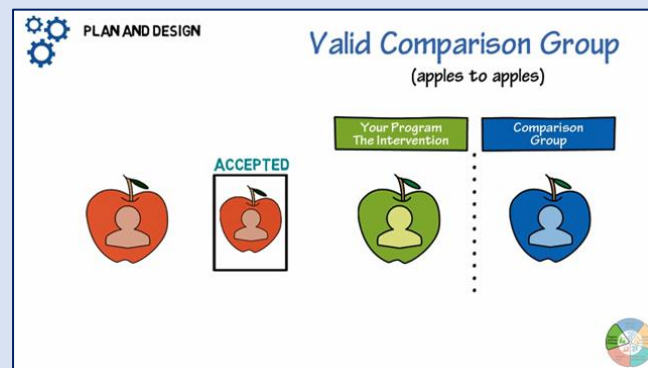 PLAN AND DESIGN
Valid Comparison Group
(apples to apples)
Your Program
The Intervention
Comparison
Group
ACCEPTED